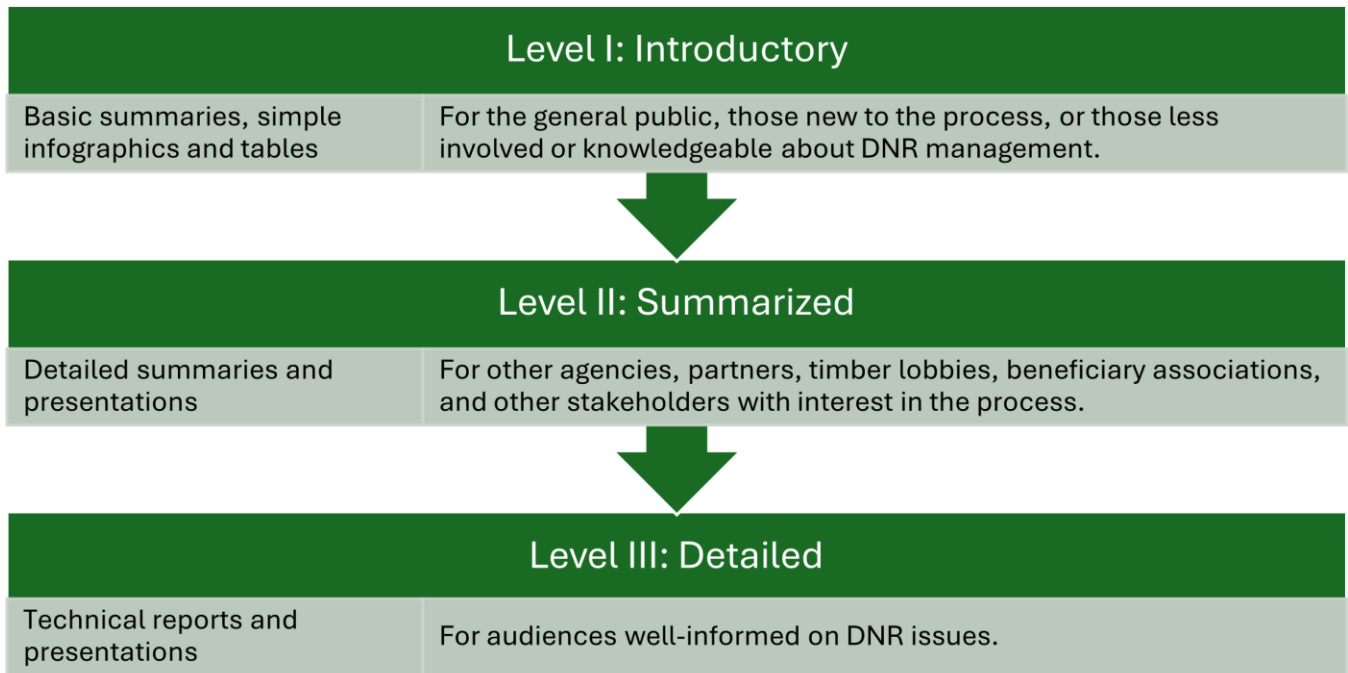 Level I: Introductory
Basic summaries, simple
infographics and tables
For the general public, those new to the process, or those less
involved or knowledgeable about DNR management.
Level II: Summarized
Detailed summaries and
presentations
For other agencies, partners, timber lobbies, beneficiary associations,
and other stakeholders with interest in the process.
Level III: Detailed
Technical reports and
presentations
For audiences well-informed on DNR issues.